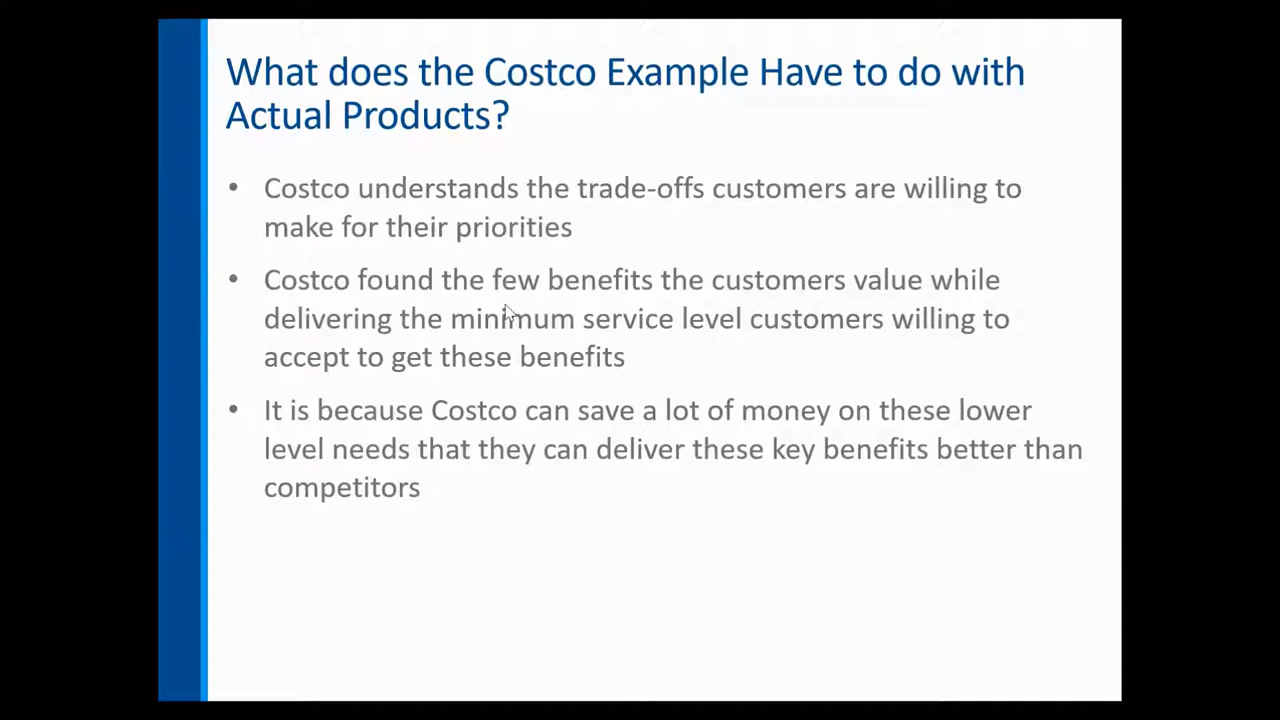 What does the Costco Example Have to do with
Actual Products?
• Costco understands the trade-offs customers are willing to
make for their priorities
• Costco found the few benefits the customers value while
delivering the minimum service level customers willing to
accept to get these benefits
• It is because Costco can save a lot of money on these lower
level needs that they can deliver these key benefits better than
competitors